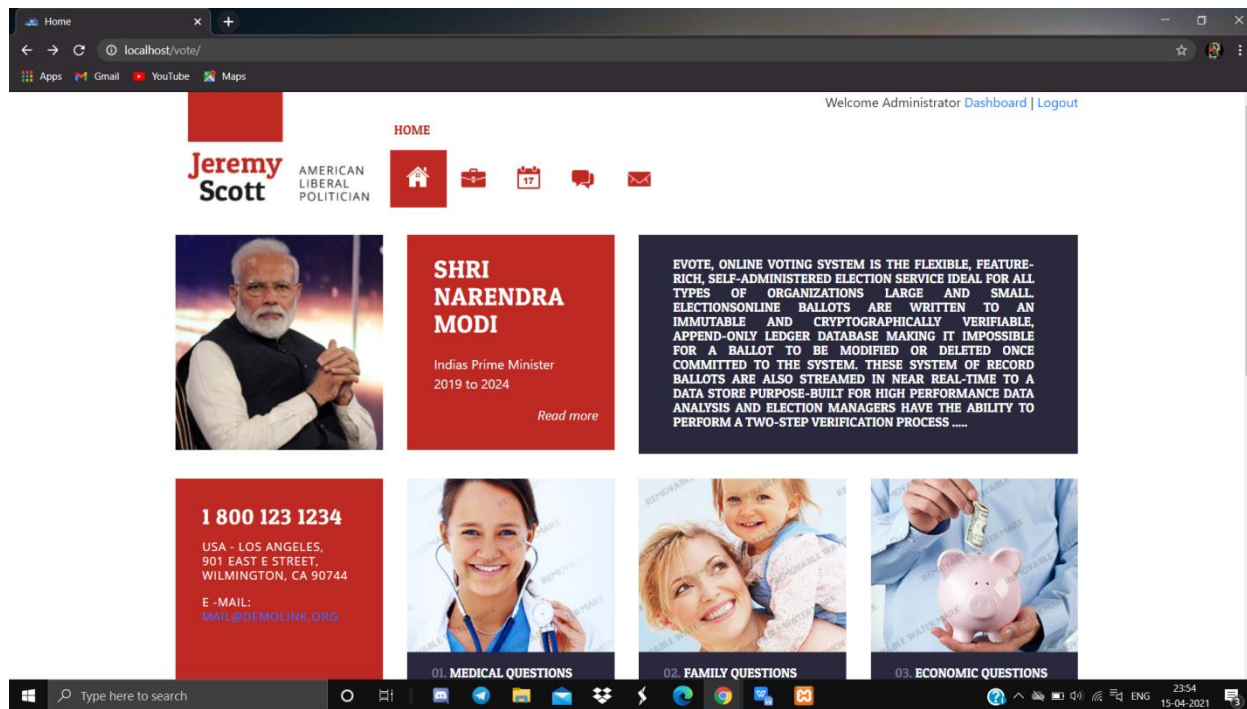 Home
localhost/vote/
Apps Gmail YouTube Maps
Welcome Administrator Dashboard | Logout
HOME
Jeremy
Scott
AMERICAN
LIBERAL
POLITICIAN
17
SHRI
NARENDRA
MODI
Indias Prime Minister
2019 to 2024
Read more
EVOTE, ONLINE VOTING SYSTEM IS THE FLEXIBLE, FEATURE-
RICH, SELF-ADMINISTERED ELECTION SERVICE IDEAL FOR ALL
TYPES OF ORGANIZATIONS LARGE AND SMALL.
ELECTIONSONLINE BALLOTS ARE WRITTEN TO AN
IMMUTABLE AND CRYPTOGRAPHICALLY VERIFIABLE,
APPEND-ONLY LEDGER DATABASE MAKING IT IMPOSSIBLE
FOR A BALLOT TO BE MODIFIED OR DELETED ONCE
COMMITTED TO THE SYSTEM. THESE SYSTEM OF RECORD
BALLOTS ARE ALSO STREAMED IN NEAR REAL-TIME TO A
DATA STORE PURPOSE-BUILT FOR HIGH PERFORMANCE DATA
ANALYSIS AND ELECTION MANAGERS HAVE THE ABILITY TO
PERFORM A TWO-STEP VERIFICATION PROCESS .....
1 800 123 1234
USA - LOS ANGELES,
901 EAST E STREET,
WILMINGTON, CA 90744
E -MAIL:
MAIL@DEMOLINK.ORG
REMOVABLE WATERMARK
01. MEDICAL QUESTIONS
02. FAMILY QUESTIONS
03. ECONOMIC QUESTIONS
Type here to search
ENG
23:54
15-04-2021
3